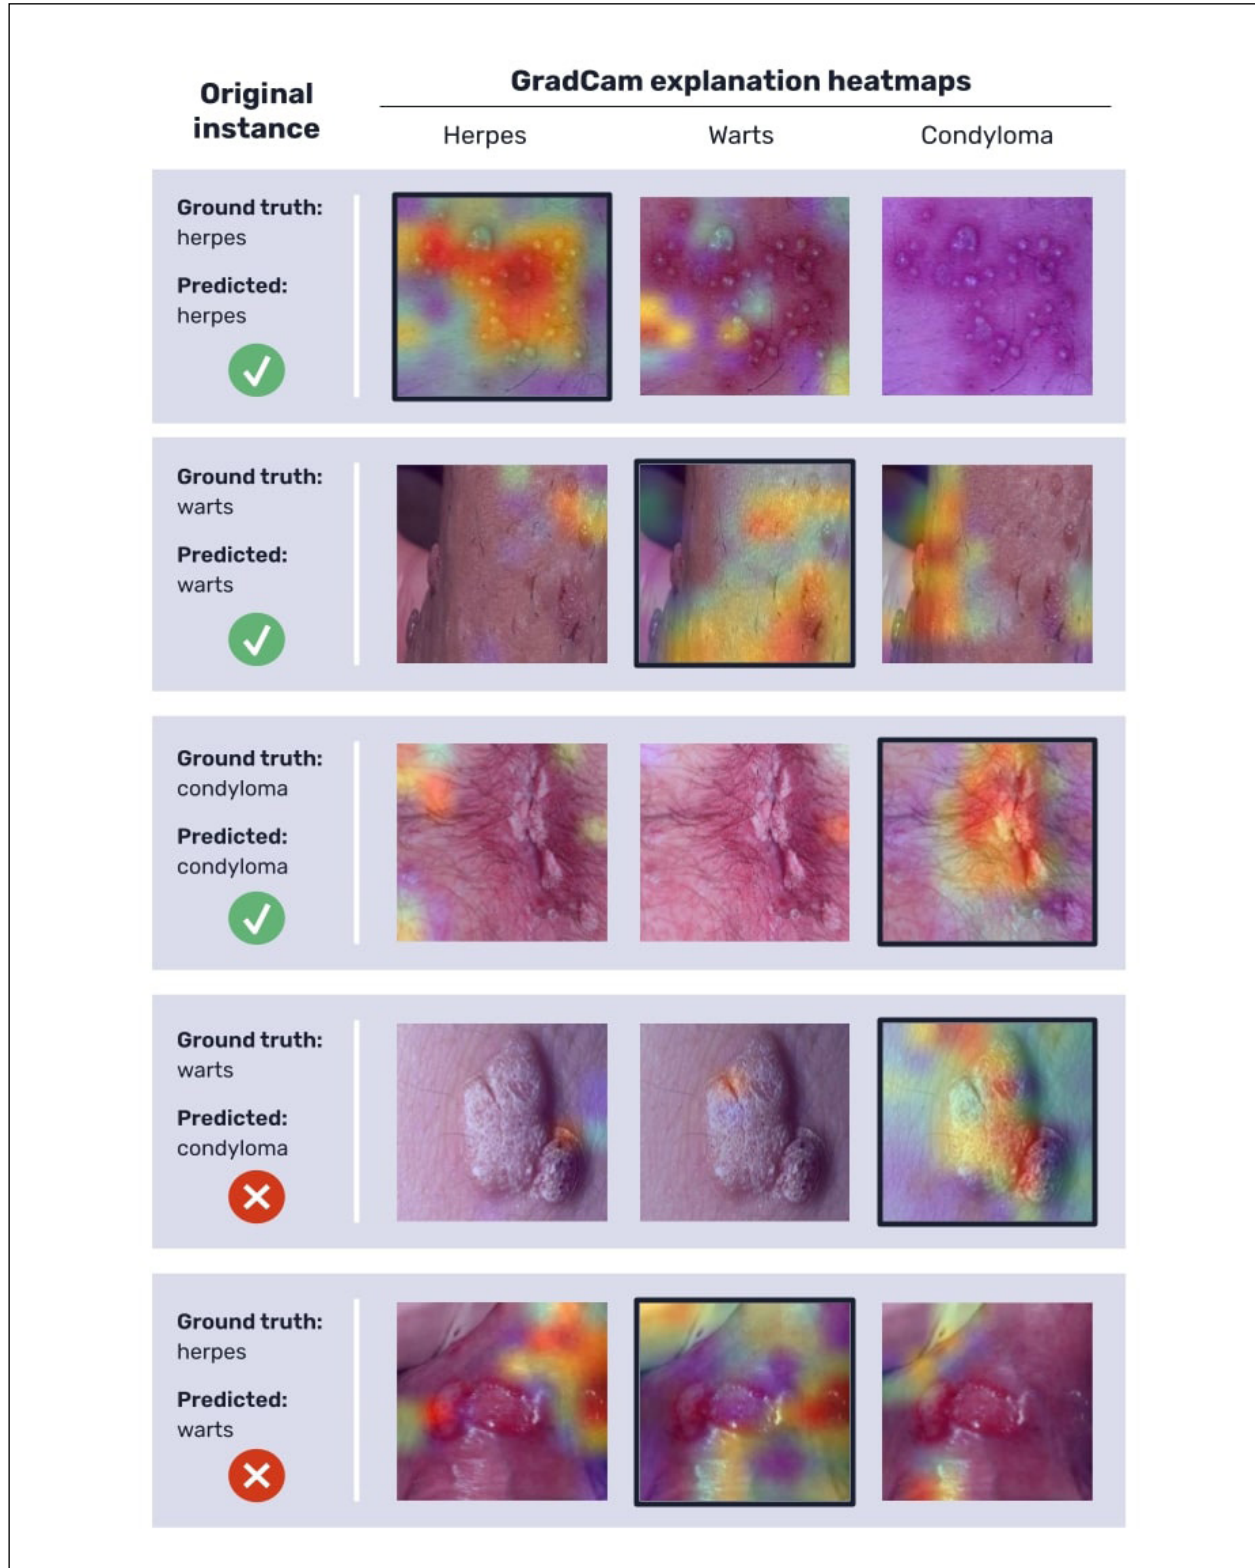 Original
instance
GradCam explanation heatmaps
Herpes
Warts
Condyloma
Ground truth:
herpes
Predicted:
herpes
Ground truth:
warts
Predicted:
warts
Ground truth:
condyloma
Predicted:
condyloma
Ground truth:
warts
Predicted:
condyloma
Ground truth:
herpes
Predicted:
warts